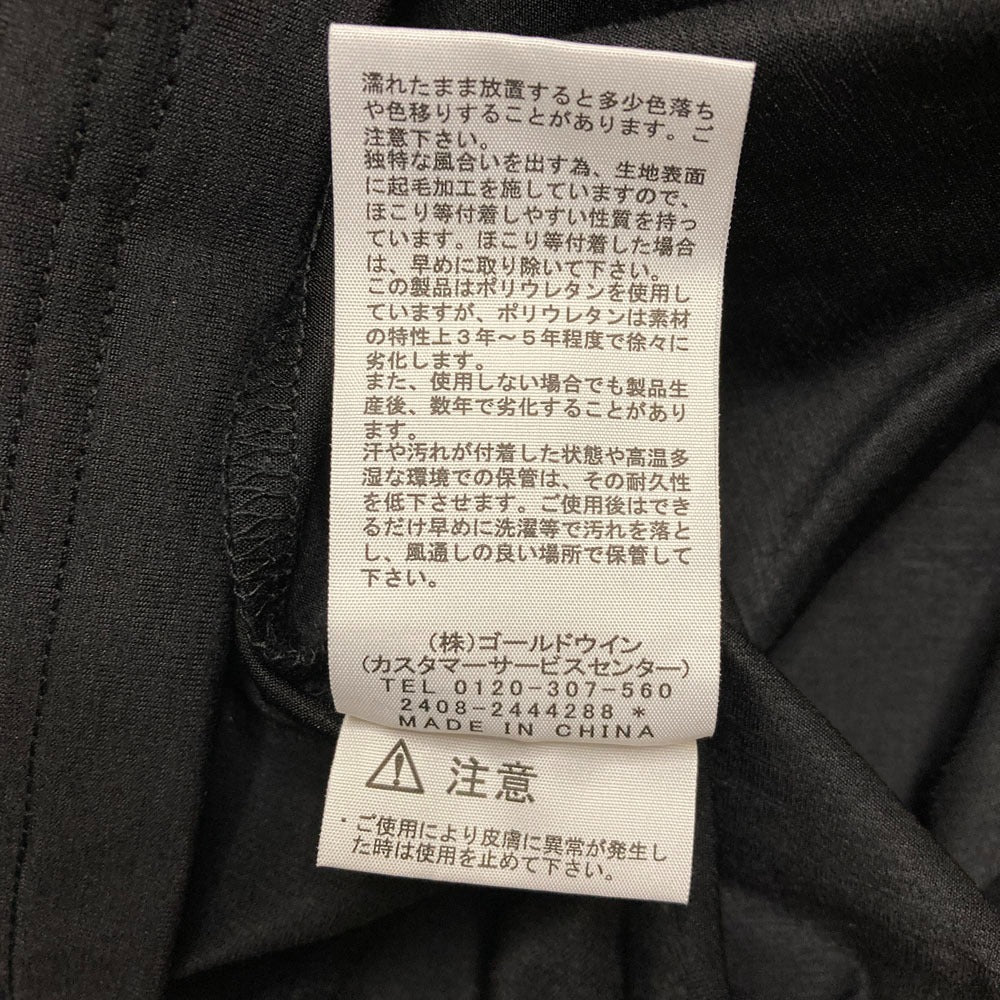 濡れたまま放置すると多少色落ち
や色移りすることがあります。ご
注意下さい。
独特な風合いを出す為、生地表面
に起毛加工を施していますので、
ほこり等付着しやすい性質を持っ
ています。ほこり等付着した場合
は、早めに取り除いて下さい。
この製品はポリウレタンを使用し
ていますが、ポリウレタンは素材
の特性上3年～5年程度で徐々に
劣化します。
また、使用しない場合でも製品生
産後、数年で劣化することがあり
ます。
汗や汚れが付着した状態や高温多
湿な環境での保管は、その耐久性
を低下させます。ご使用後はでき
るだけ早めに洗濯等で汚れを落と
し、風通しの良い場所で保管して
下さい。
(株)ゴールドウイン
(カスタマーサービスセンター)
TEL 0120-307-560
2408-2444288 *
MADE IN CHINA
注意
・ご使用により皮膚に異常が発生し
た時は使用を止めて下さい。